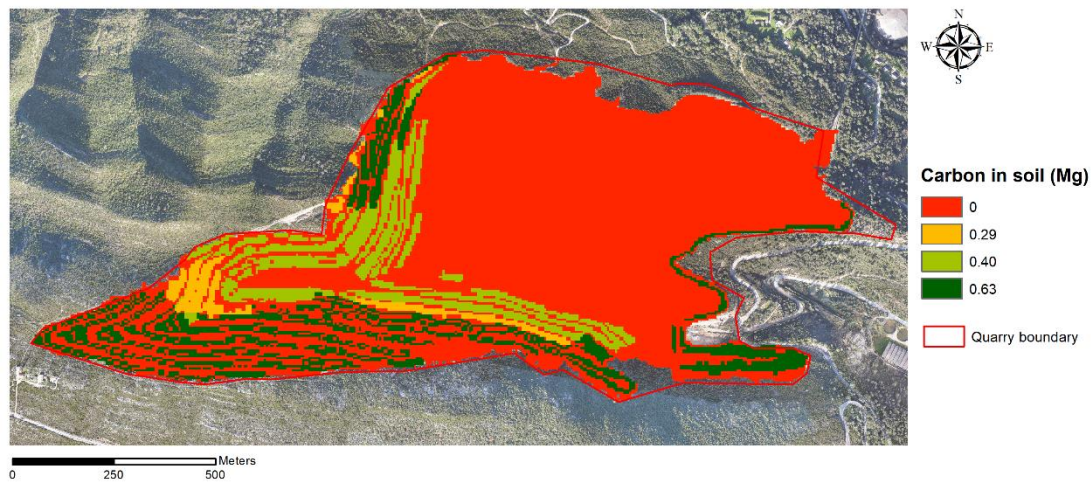 N
W E
S
Carbon in soil (Mg)
0
0.29
0.40
0.63
Quarry boundary
Meters
0 250 500